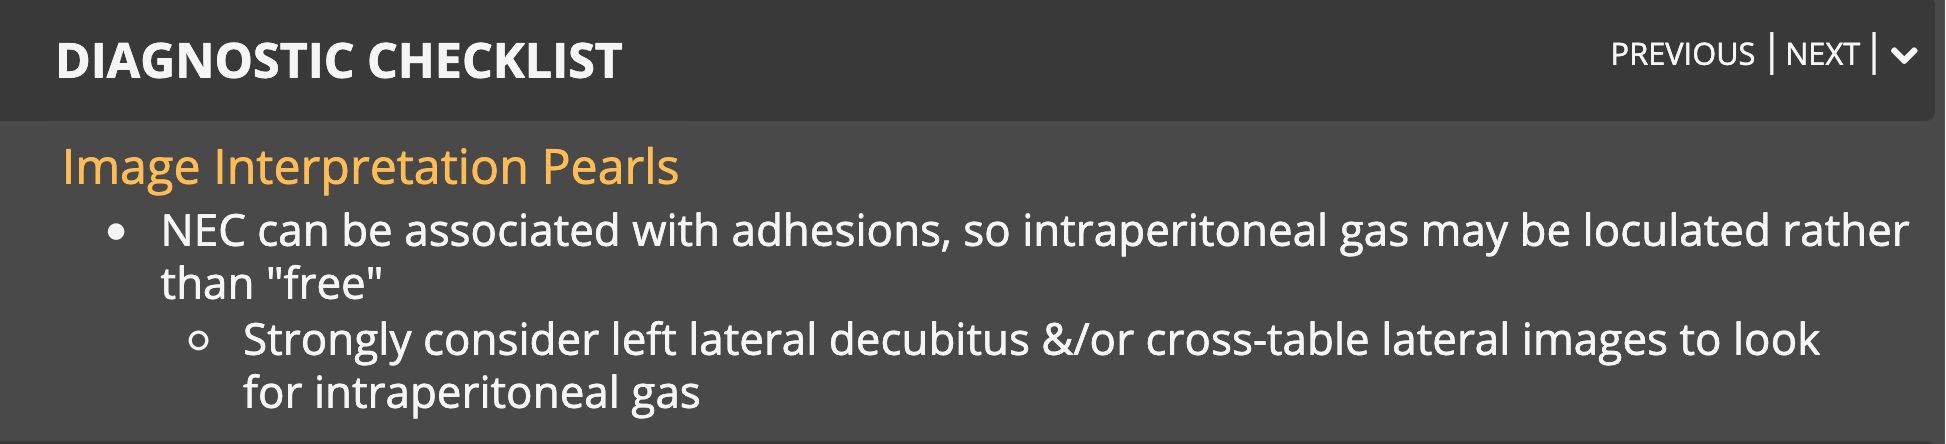 DIAGNOSTIC CHECKLIST
PREVIOUS | NEXT |
Image Interpretation Pearls
• NEC can be associated with adhesions, so intraperitoneal gas may be loculated rather
than "free"
○ Strongly consider left lateral decubitus &/or cross-table lateral images to look
for intraperitoneal gas